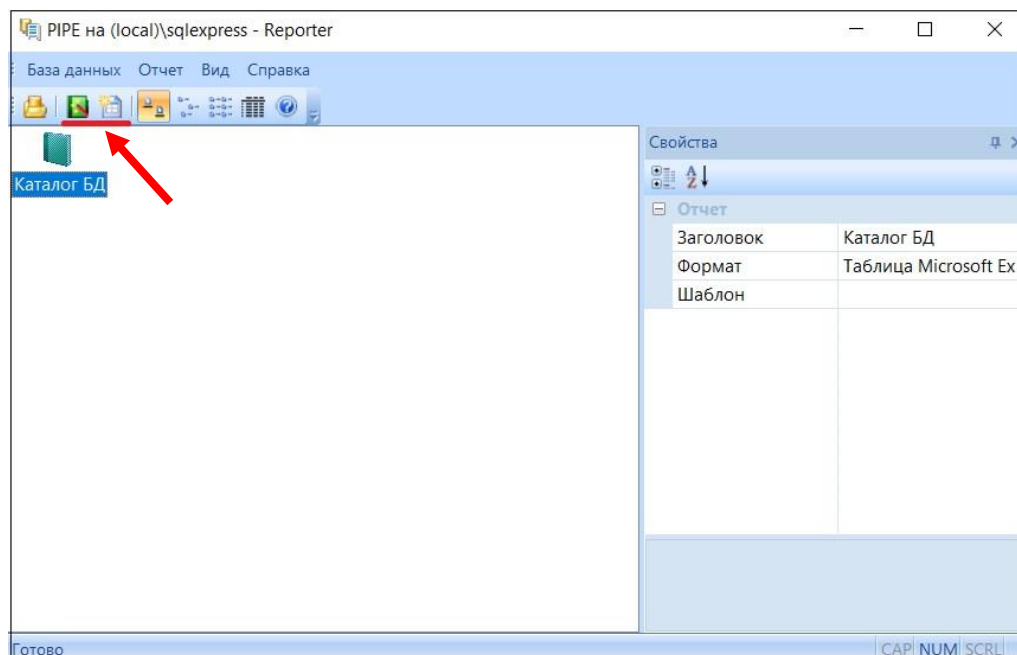 PIPE на (local)\sqlexpress - Reporter
База данных Отчет Вид Справка
Каталог БД
Свойства
Отчет
Заголовок Каталог БД
Формат Таблица Microsoft Ex
Шаблон
Готово CAP NUM SCRL